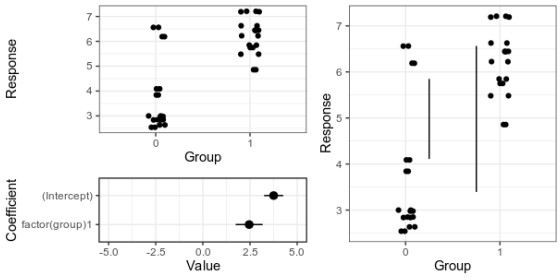 7
6
5
4
3
Response
0
1
Group
Coefficient
(Intercept)
factor(group)1
-5.0
-2.5
0.0
2.5
5.0
Value
7
6
5
4
3
Response
0
1
Group